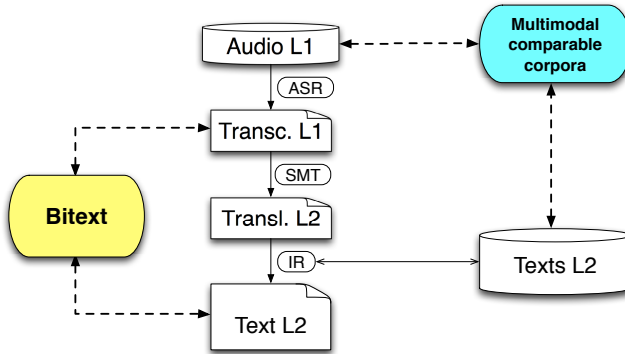 Audio L1
Multimodal
comparable
corpora
ASR
Transc. L1
SMT
Bitext
Transl. L2
IR
Texts L2
Text L2